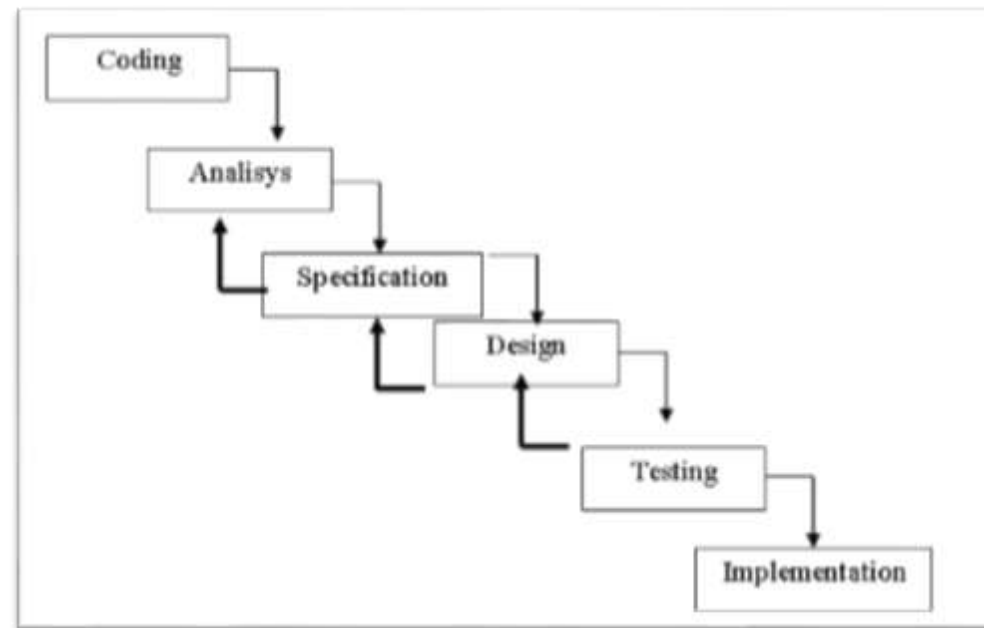 Coding
Analisys
Specification
Design
Testing
Implementation